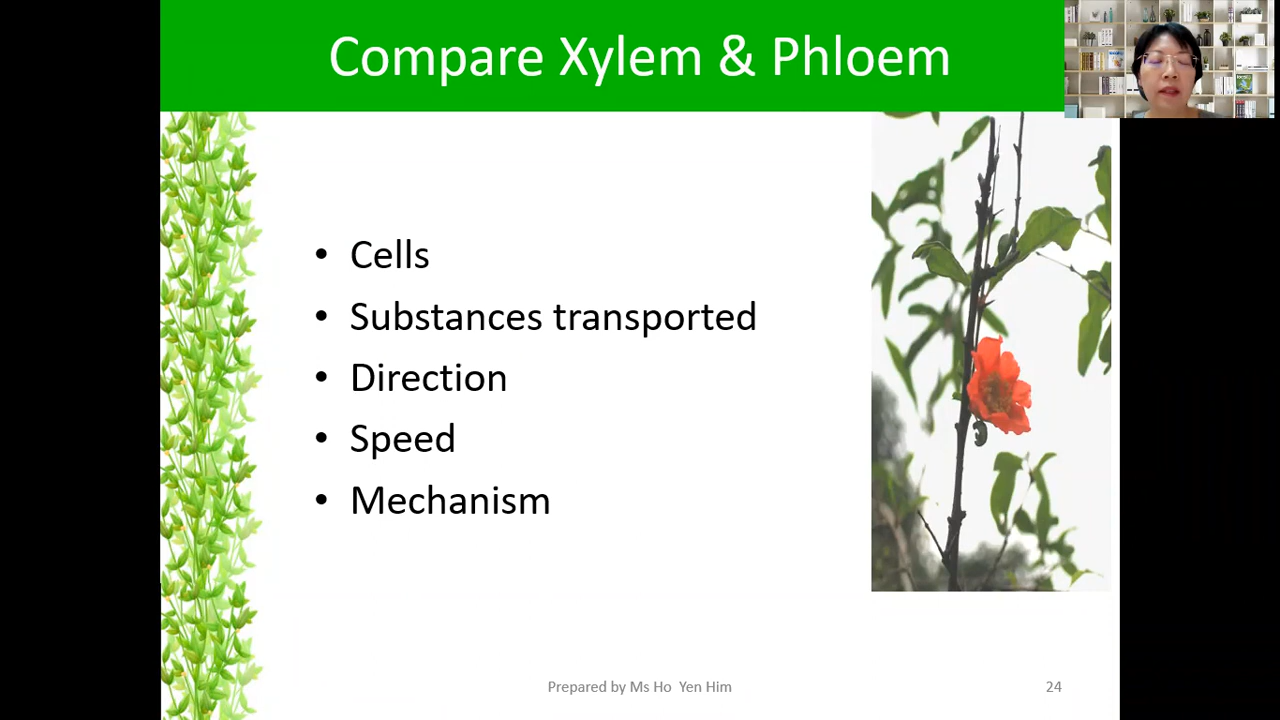 Compare Xylem & Phloem
• Cells
• Substances transported
• Direction
• Speed
• Mechanism
Prepared by Ms Ho Yen Him
24